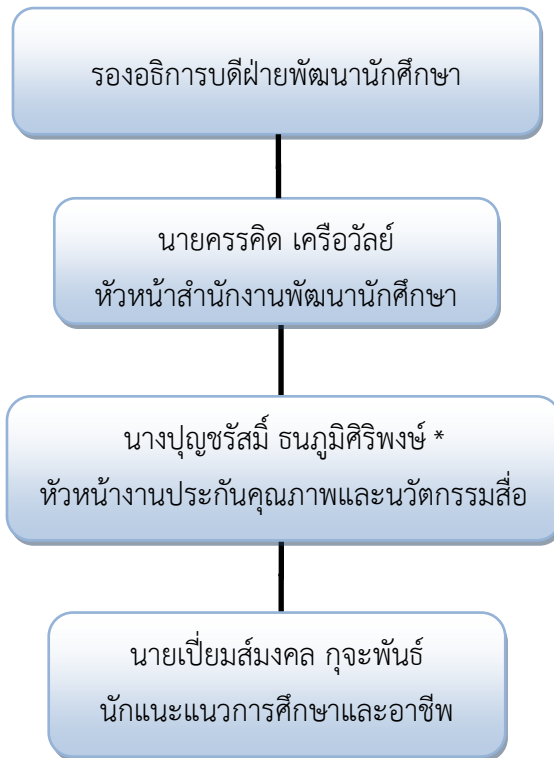 รองอธิการบดีฝ่ายพัฒนานักศึกษา
นายครรคิด เครือวัลย์
หัวหน้าสำนักงานพัฒนานักศึกษา
นางปุญชรัสมิ์ ธนภูมิศิริพงษ์ *
หัวหน้างานประกันคุณภาพและนวัตกรรมสื่อ
นายเปี่ยมส์มงคล กุจะพันธ์
นักแนะแนวการศึกษาและอาชีพ